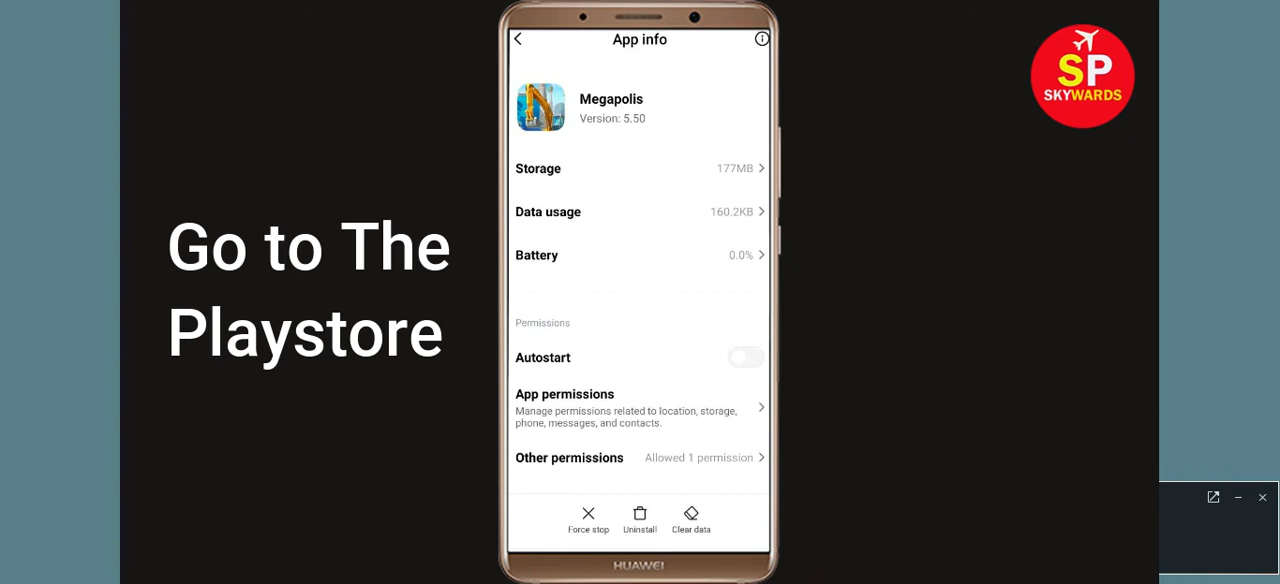 App info
Megapolis
Version: 5.50
Storage 177MB
Data usage 160.2KB
Battery 0.0%
Permissions
Autostart
App permissions
Manage permissions related to location, storage,
phone, messages, and contacts.
Other permissions Allowed 1 permission
Force stop Uninstall Clear data
HUAWEI
Go to The
Playstore
SP
SKYWARDS